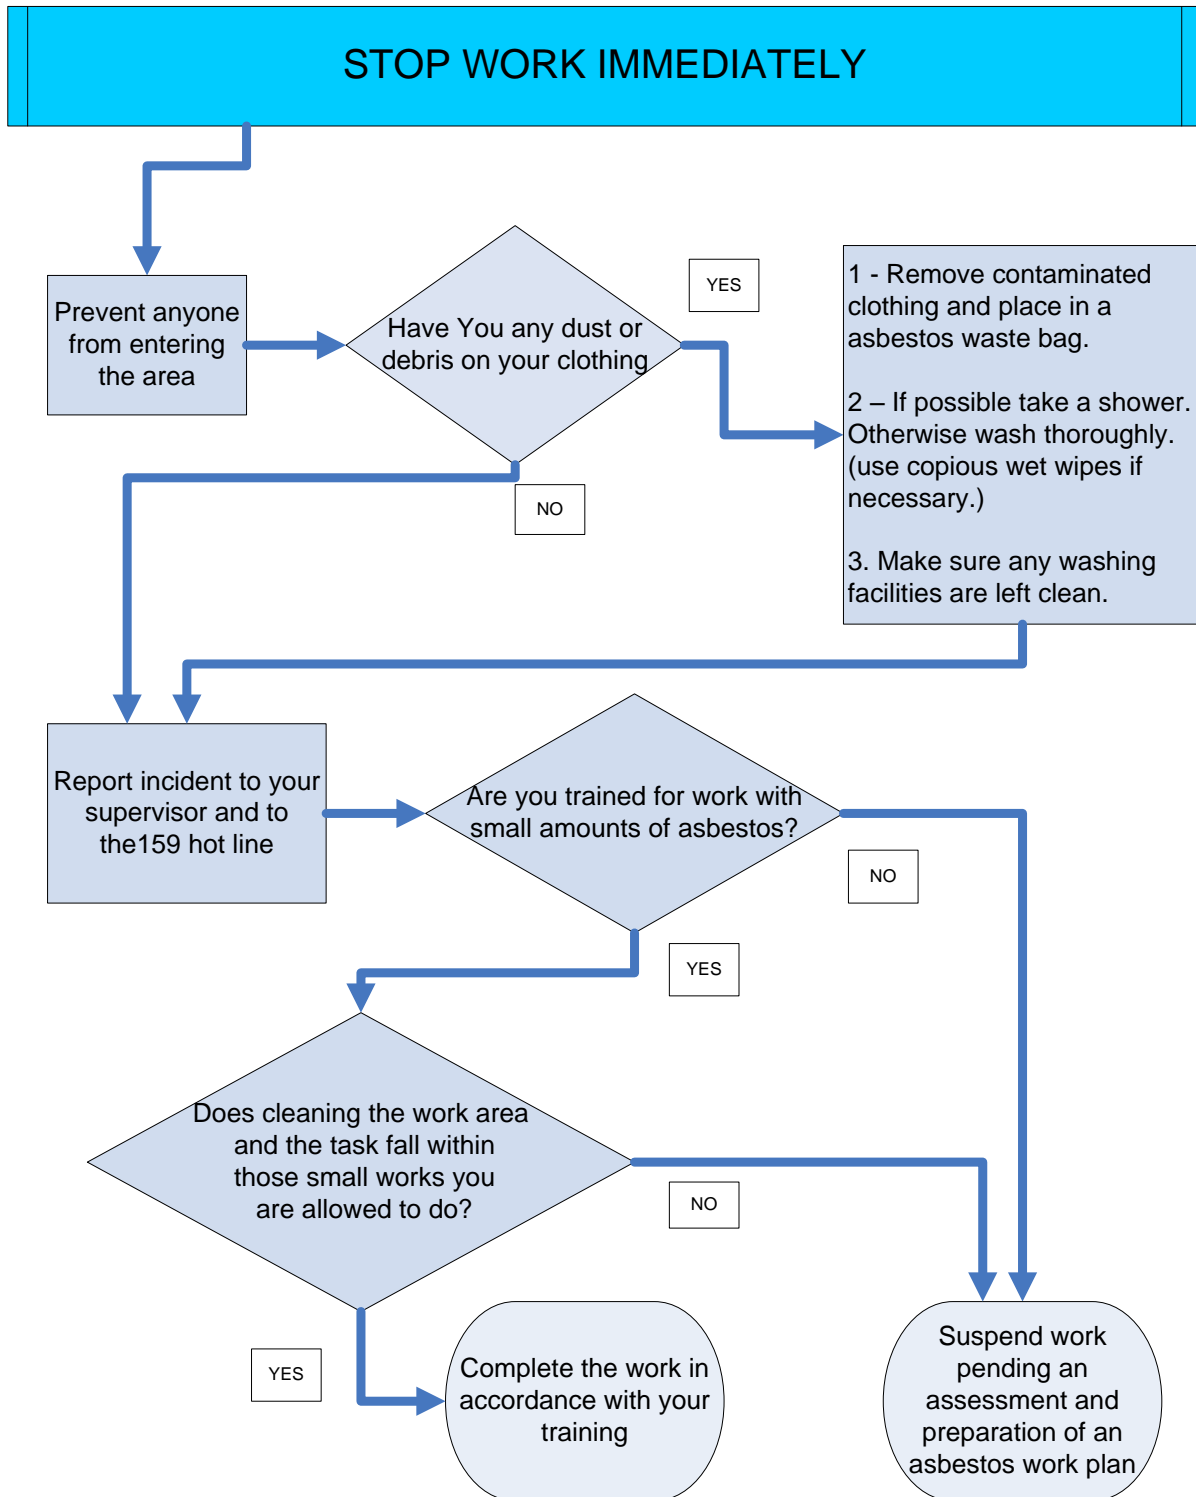 STOP WORK IMMEDIATELY
Prevent anyone
from entering
the area
Have You any dust or
debris on your clothing
YES
1 - Remove contaminated
clothing and place in a
asbestos waste bag.
2 – If possible take a shower.
Otherwise wash thoroughly.
(use copious wet wipes if
necessary.)
3. Make sure any washing
facilities are left clean.
NO
Report incident to your
supervisor and to
the159 hot line
Are you trained for work with
small amounts of asbestos?
NO
YES
Does cleaning the work area
and the task fall within
those small works you
are allowed to do?
NO
YES
Complete the work in
accordance with your
training
Suspend work
pending an
assessment and
preparation of an
asbestos work plan